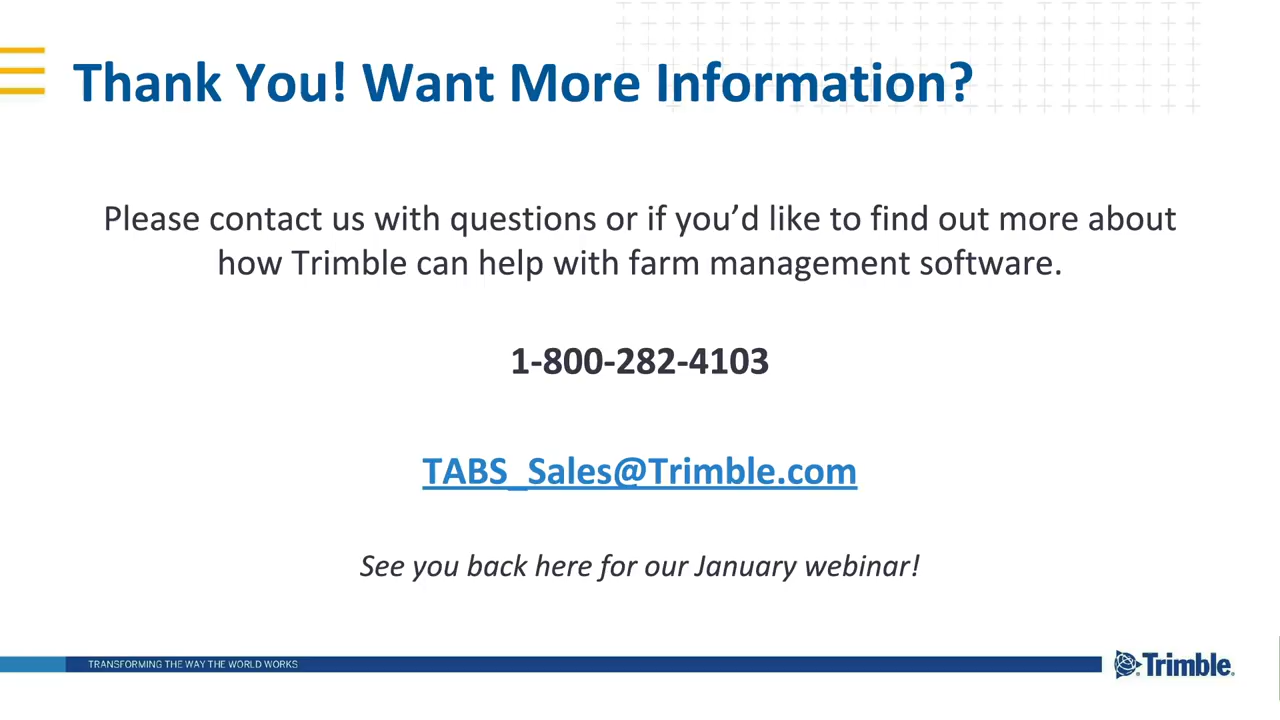 Thank You! Want More Information?
Please contact us with questions or if you’d like to find out more about
how Trimble can help with farm management software.
1-800-282-4103
TABS_Sales@Trimble.com
See you back here for our January webinar!
TRANSFORMING THE WAY THE WORLD WORKS
Trimble